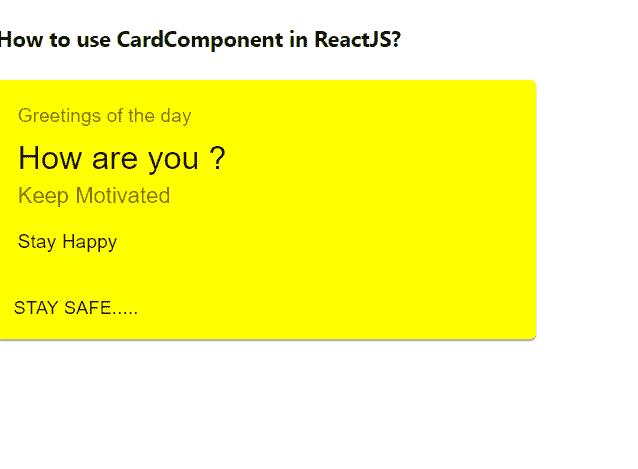 How to use CardComponent in ReactJS?
Greetings of the day
How are you ?
Keep Motivated
Stay Happy
STAY SAFE.....